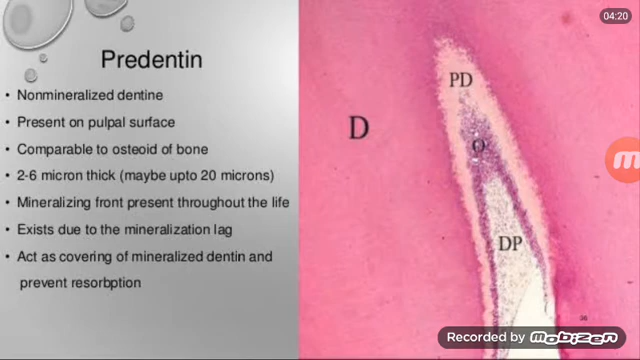 04:20
Predentin
• Nonmineralized dentine
• Present on pulpal surface
• Comparable to osteoid of bone
• 2-6 micron thick (maybe upto 20 microns)
• Mineralizing front present throughout the life
• Exists due to the mineralization lag
• Act as covering of mineralized dentin and
prevent resorbption
PD
D
O
DP
36
Recorded by mobizen